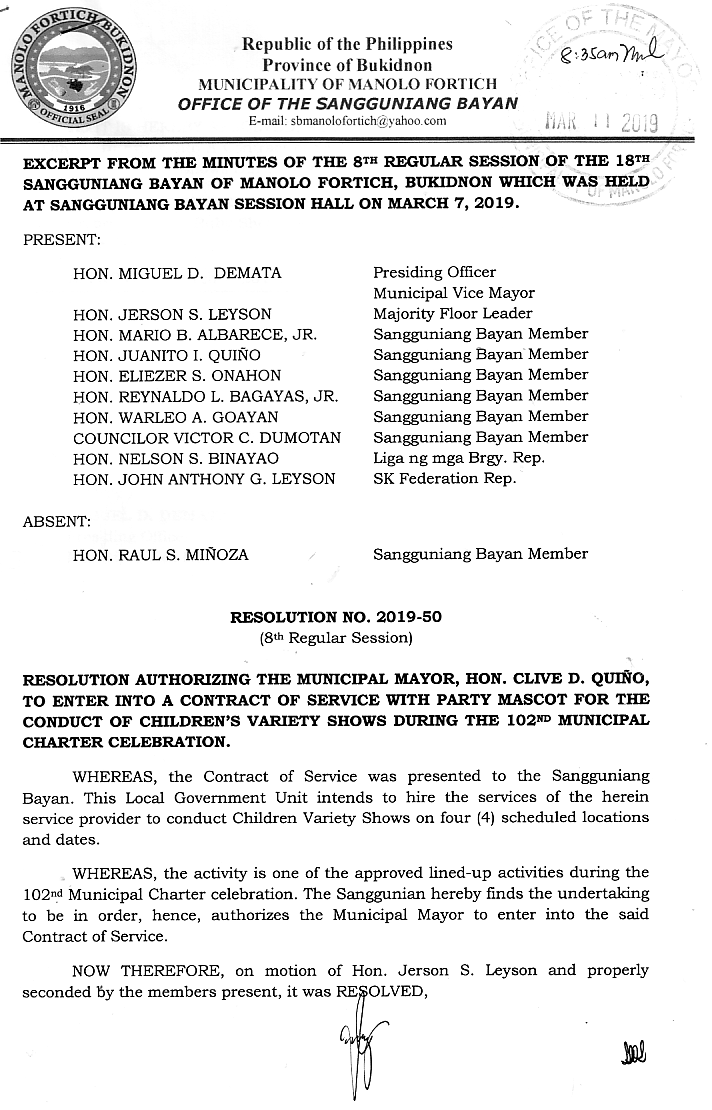 MANOLO FORTICH, BUKIDNON
1916
OFFICIAL SEAL
Republic of the Philippines
Province of Bukidnon
MUNICIPALITY OF MANOLO FORTICH
OFFICE OF THE SANGGUNIANG BAYAN
E-mail: sbmanolofortich@yahoo.com
OFFICE OF THE MAYOR
8:35am
MAR 11 2019
EXCERPT FROM THE MINUTES OF THE 8TH REGULAR SESSION OF THE 18TH
SANGGUNIANG BAYAN OF MANOLO FORTICH, BUKIDNON WHICH WAS HELD
AT SANGGUNIANG BAYAN SESSION HALL ON MARCH 7, 2019.
PRESENT:
HON. MIGUEL D. DEMATA Presiding Officer
Municipal Vice Mayor
HON. JERSON S. LEYSON Majority Floor Leader
HON. MARIO B. ALBARECE, JR. Sangguniang Bayan Member
HON. JUANITO I. QUIÑO Sangguniang Bayan Member
HON. ELIEZER S. ONAHON Sangguniang Bayan Member
HON. REYNALDO L. BAGAYAS, JR. Sangguniang Bayan Member
HON. WARLEO A. GOAYAN Sangguniang Bayan Member
COUNCILOR VICTOR C. DUMOTAN Sangguniang Bayan Member
HON. NELSON S. BINAYAO Liga ng mga Brgy. Rep.
HON. JOHN ANTHONY G. LEYSON SK Federation Rep.
ABSENT:
HON. RAUL S. MIÑOZA Sangguniang Bayan Member
RESOLUTION NO. 2019-50
(8th Regular Session)
RESOLUTION AUTHORIZING THE MUNICIPAL MAYOR, HON. CLIVE D. QUIÑO,
TO ENTER INTO A CONTRACT OF SERVICE WITH PARTY MASCOT FOR THE
CONDUCT OF CHILDREN'S VARIETY SHOWS DURING THE 102ND MUNICIPAL
CHARTER CELEBRATION.
WHEREAS, the Contract of Service was presented to the Sangguniang
Bayan. This Local Government Unit intends to hire the services of the herein
service provider to conduct Children Variety Shows on four (4) scheduled locations
and dates.
WHEREAS, the activity is one of the approved lined-up activities during the
102nd Municipal Charter celebration. The Sanggunian hereby finds the undertaking
to be in order, hence, authorizes the Municipal Mayor to enter into the said
Contract of Service.
NOW THEREFORE, on motion of Hon. Jerson S. Leyson and properly
seconded by the members present, it was RESOLVED,